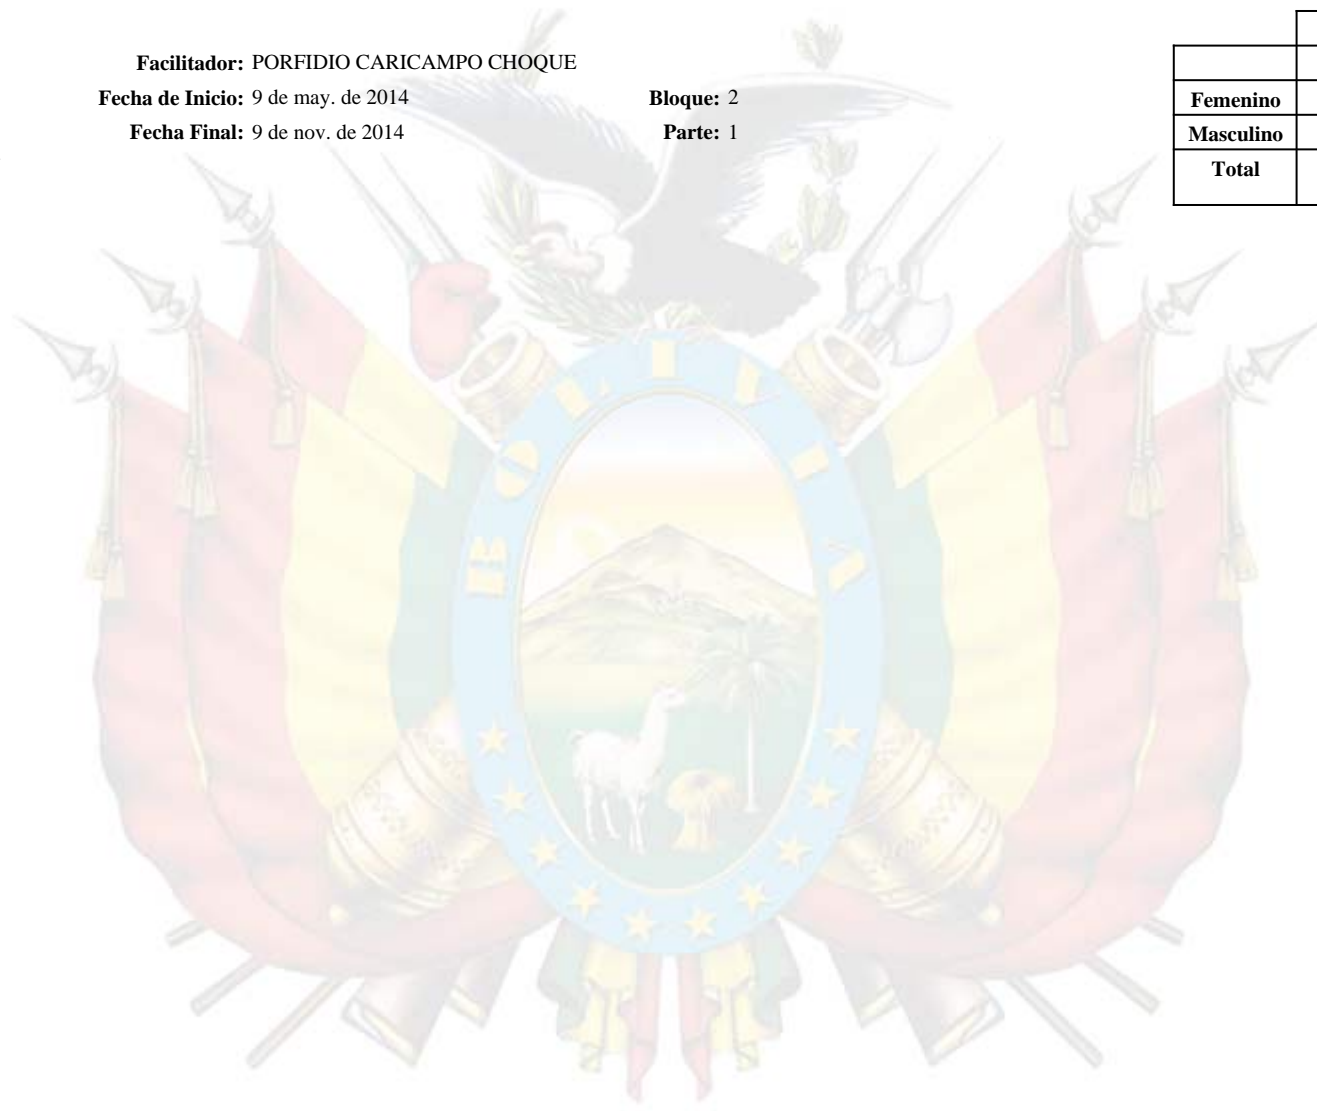 Facilitador: PORFIDIO CARICAMPO CHOQUE
Fecha de Inicio: 9 de may. de 2014 Bloque: 2
Fecha Final: 9 de nov. de 2014 Parte: 1
Femenino
Masculino
Total
BOLIVIA